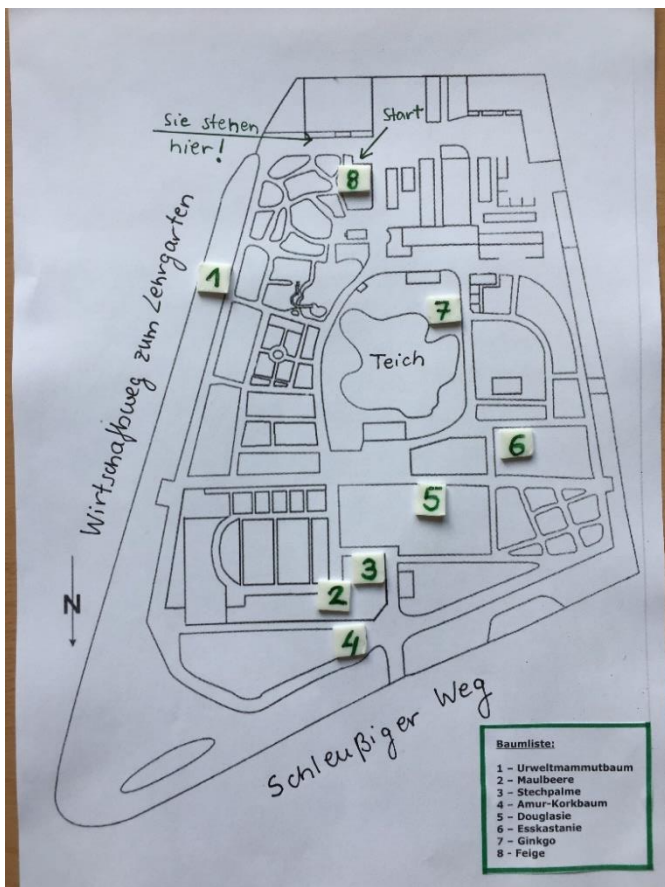 Sie stehen
hier!
Start
8
1
Wirtschaftsweg zum Lehrgarten
7
Teich
6
5
3
2
N
4
Schleußiger Weg
Baumliste:
1 – Urweltmammutbaum
2 – Maulbeere
3 – Stechpalme
4 – Amur-Korkbaum
5 – Douglasie
6 – Esskastanie
7 – Ginkgo
8 - Feige